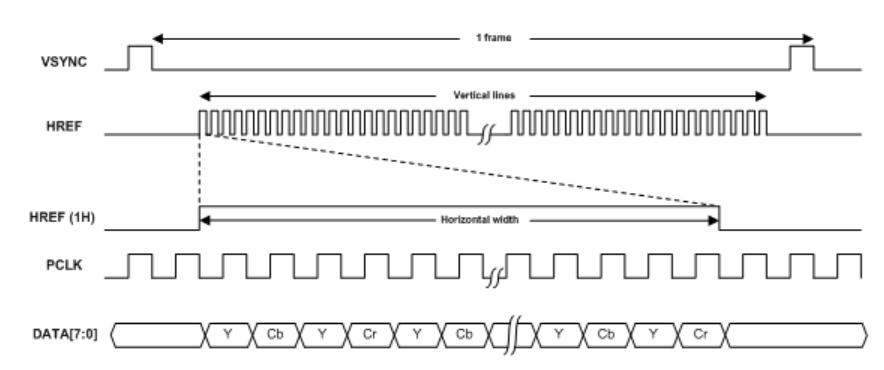 1 frame
VSYNC
Vertical lines
HREF
HREF (1H)
Horizontal width
PCLK
DATA[7:0]
Y Cb Y Cr Y Cb Y Cb Y Cr